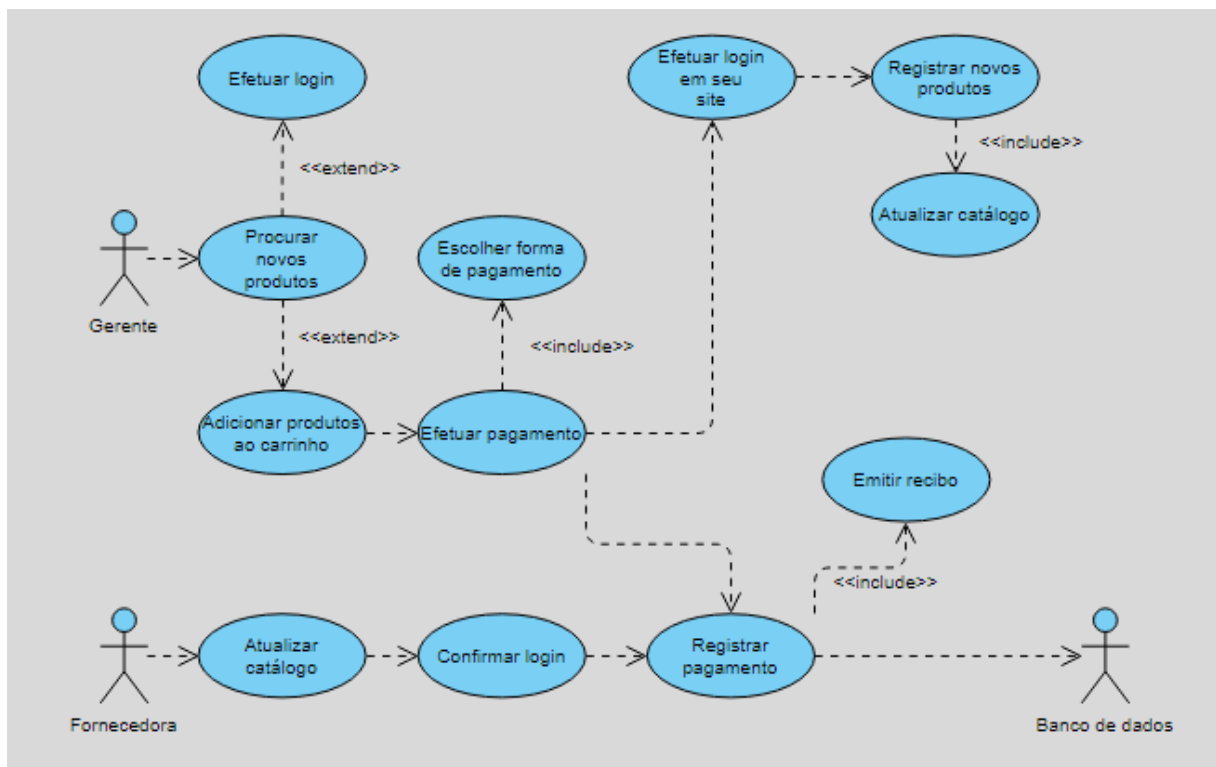 Efetuar login
Efetuar login
em seu
site
Registrar novos
produtos
<<include>>
<<extend>>
Atualizar catálogo
Procurar
novos
produtos
Escolher forma
de pagamento
Gerente
<<extend>>
<<include>>
Adicionar produtos
ao carrinho
Efetuar pagamento
Emitir recibo
<<include>>
Atualizar
catálogo
Confirmar login
Registrar
pagamento
Fornecedora
Banco de dados